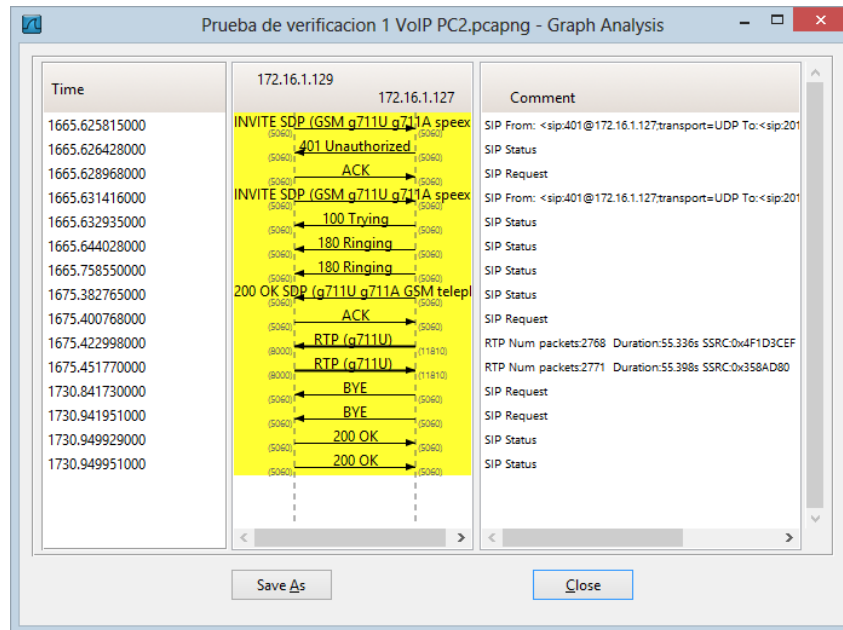 Prueba de verificacion 1 VoIP PC2.pcapng - Graph Analysis
Time
172.16.1.129
172.16.1.127
Comment
1665.625815000 INVITE SDP (GSM g711U g711A speex (5060) (5060) SIP From: <sip:401@172.16.1.127;transport=UDP To:<sip:201
1665.626428000 401 Unauthorized (5060) (5060) SIP Status
1665.628968000 ACK (5060) (5060) SIP Request
1665.631416000 INVITE SDP (GSM g711U g711A speex (5060) (5060) SIP From: <sip:401@172.16.1.127;transport=UDP To:<sip:201
1665.632935000 100 Trying (5060) (5060) SIP Status
1665.644028000 180 Ringing (5060) (5060) SIP Status
1665.758550000 180 Ringing (5060) (5060) SIP Status
1675.382765000 200 OK SDP (g711U g711A GSM telepl (5060) (5060) SIP Status
1675.400768000 ACK (5060) (5060) SIP Request
1675.422998000 RTP (g711U) (8000) (11810) RTP Num packets:2768 Duration:55.336s SSRC:0x4F1D3CEF
1675.451770000 RTP (g711U) (8000) (11810) RTP Num packets:2771 Duration:55.398s SSRC:0x358AD80
1730.841730000 BYE (5060) (5060) SIP Request
1730.941951000 BYE (5060) (5060) SIP Request
1730.949929000 200 OK (5060) (5060) SIP Status
1730.949951000 200 OK (5060) (5060) SIP Status
Save As
Close